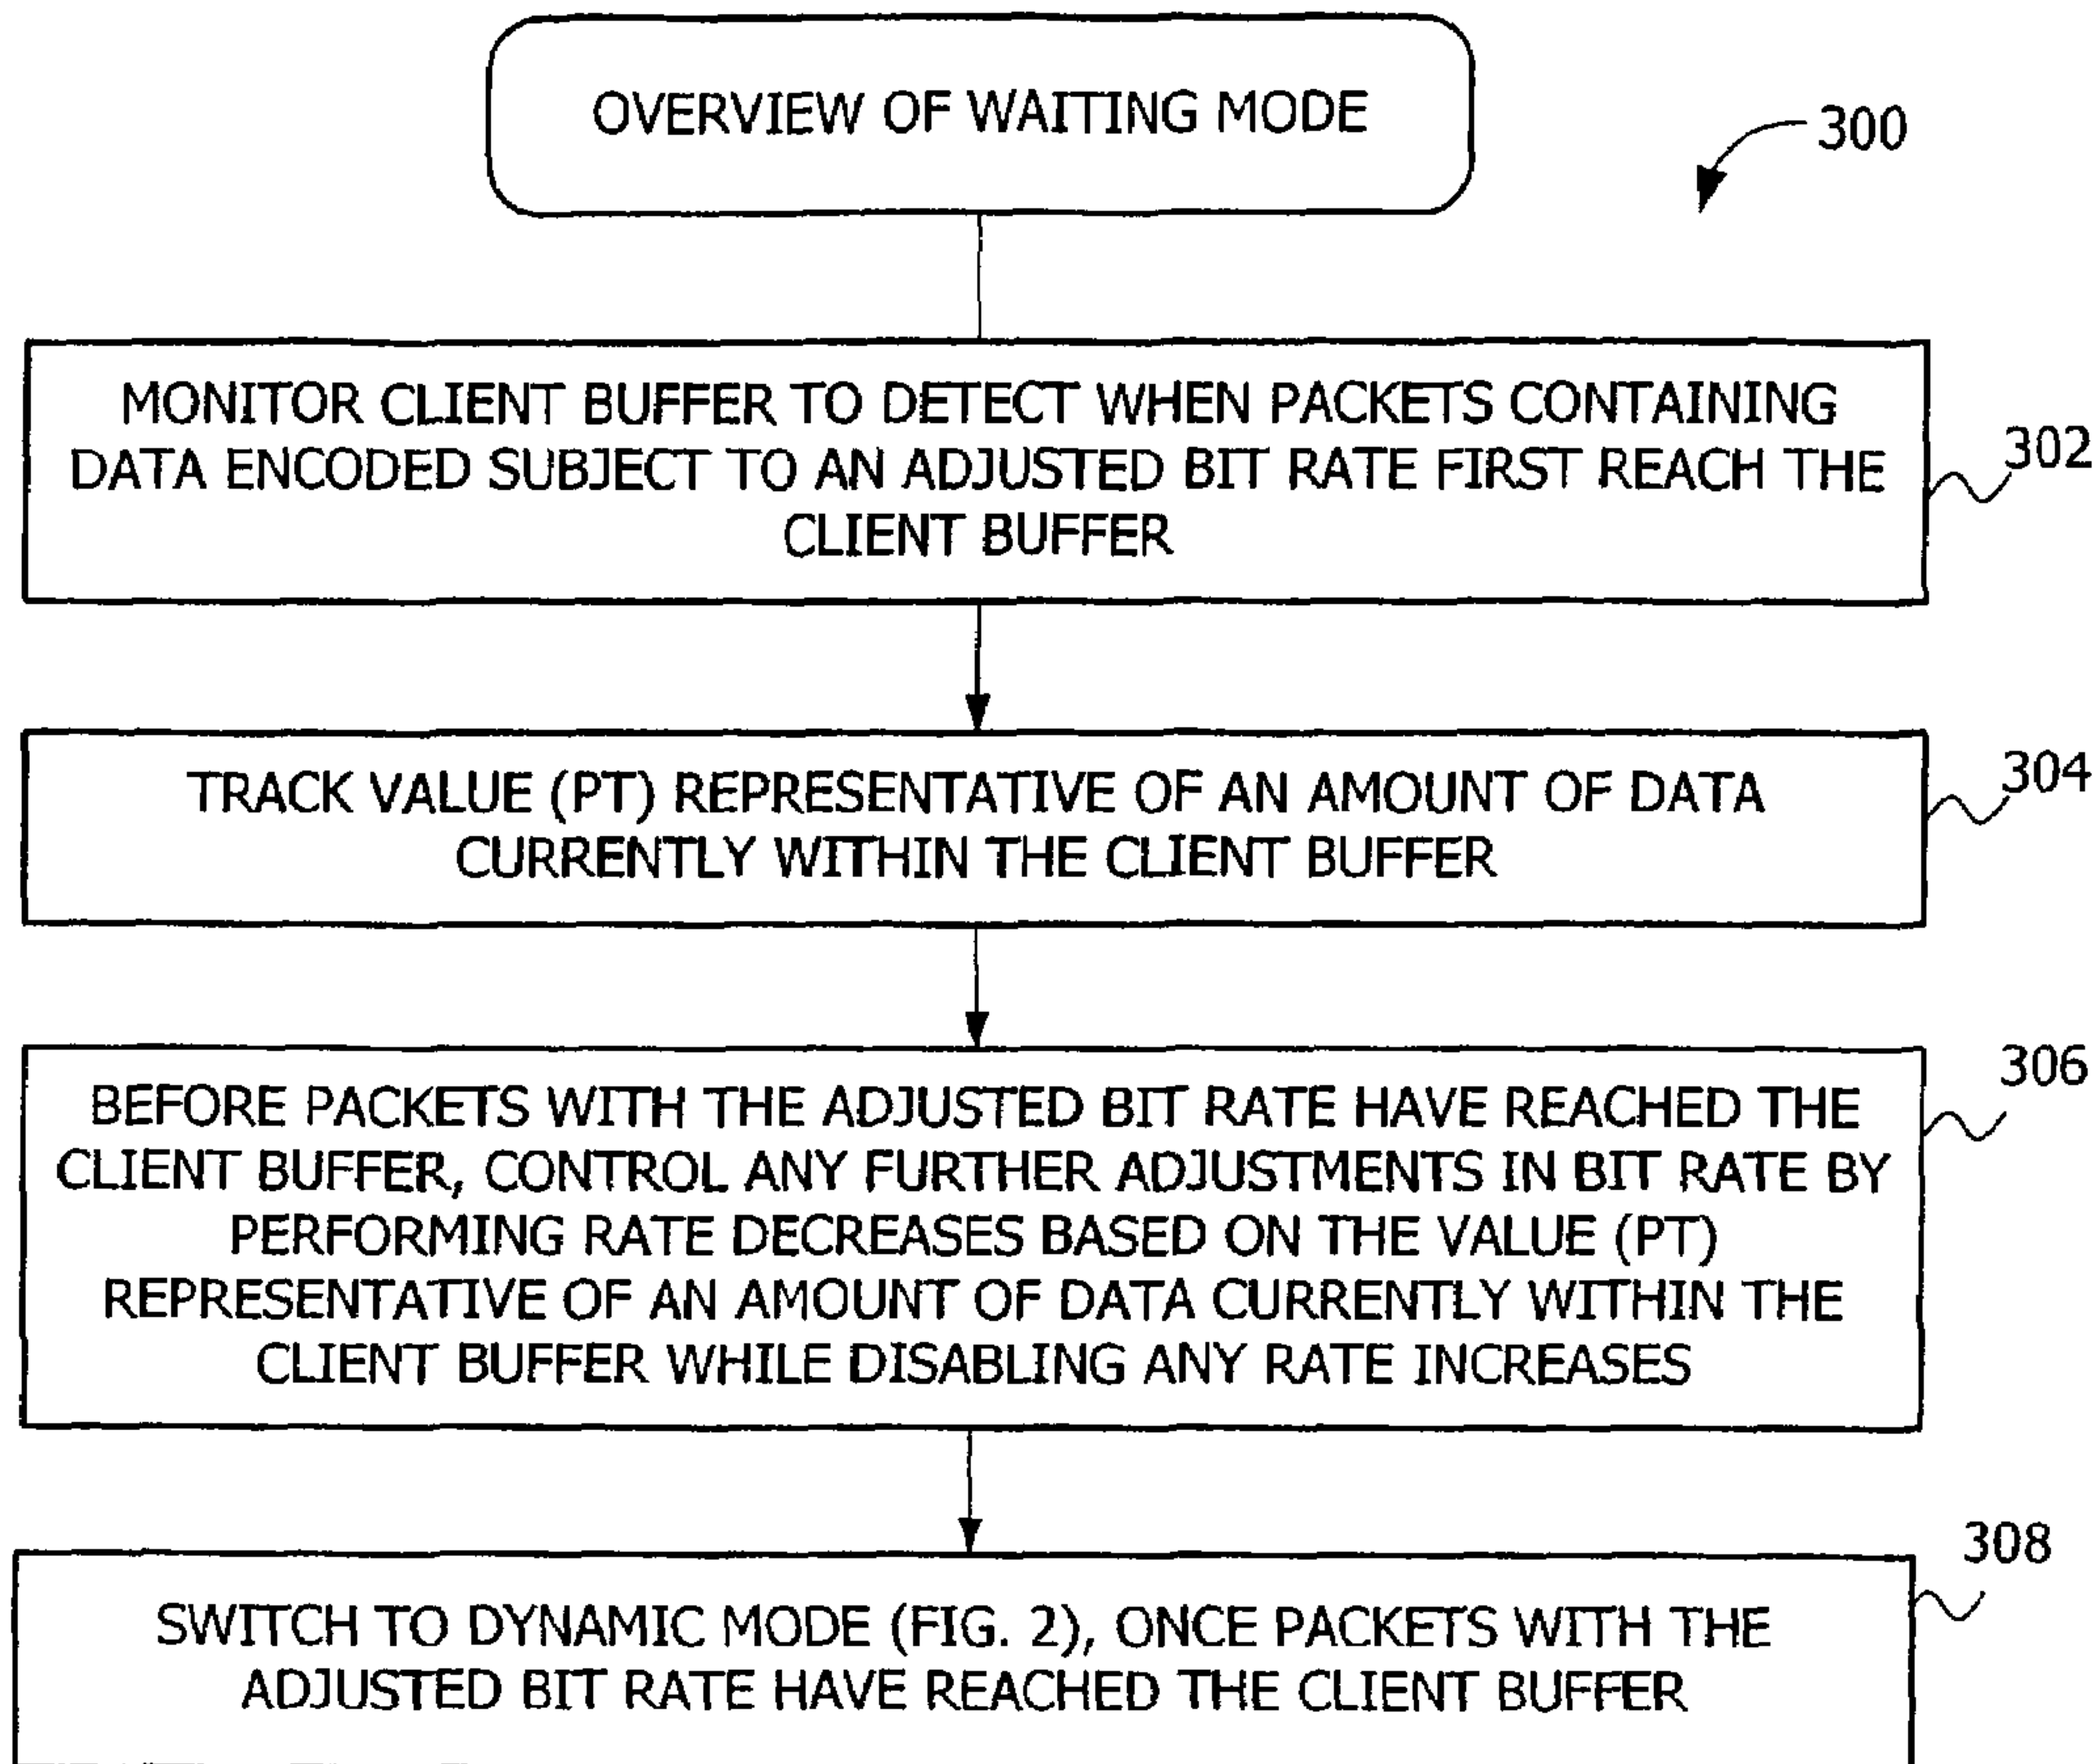 OVERVIEW OF WAITING MODE
300
MONITOR CLIENT BUFFER TO DETECT WHEN PACKETS CONTAINING
DATA ENCODED SUBJECT TO AN ADJUSTED BIT RATE FIRST REACH THE
CLIENT BUFFER
302
TRACK VALUE (PT) REPRESENTATIVE OF AN AMOUNT OF DATA
CURRENTLY WITHIN THE CLIENT BUFFER
304
BEFORE PACKETS WITH THE ADJUSTED BIT RATE HAVE REACHED THE
CLIENT BUFFER, CONTROL ANY FURTHER ADJUSTMENTS IN BIT RATE BY
PERFORMING RATE DECREASES BASED ON THE VALUE (PT)
REPRESENTATIVE OF AN AMOUNT OF DATA CURRENTLY WITHIN THE
CLIENT BUFFER WHILE DISABLING ANY RATE INCREASES
306
SWITCH TO DYNAMIC MODE (FIG. 2), ONCE PACKETS WITH THE
ADJUSTED BIT RATE HAVE REACHED THE CLIENT BUFFER
308